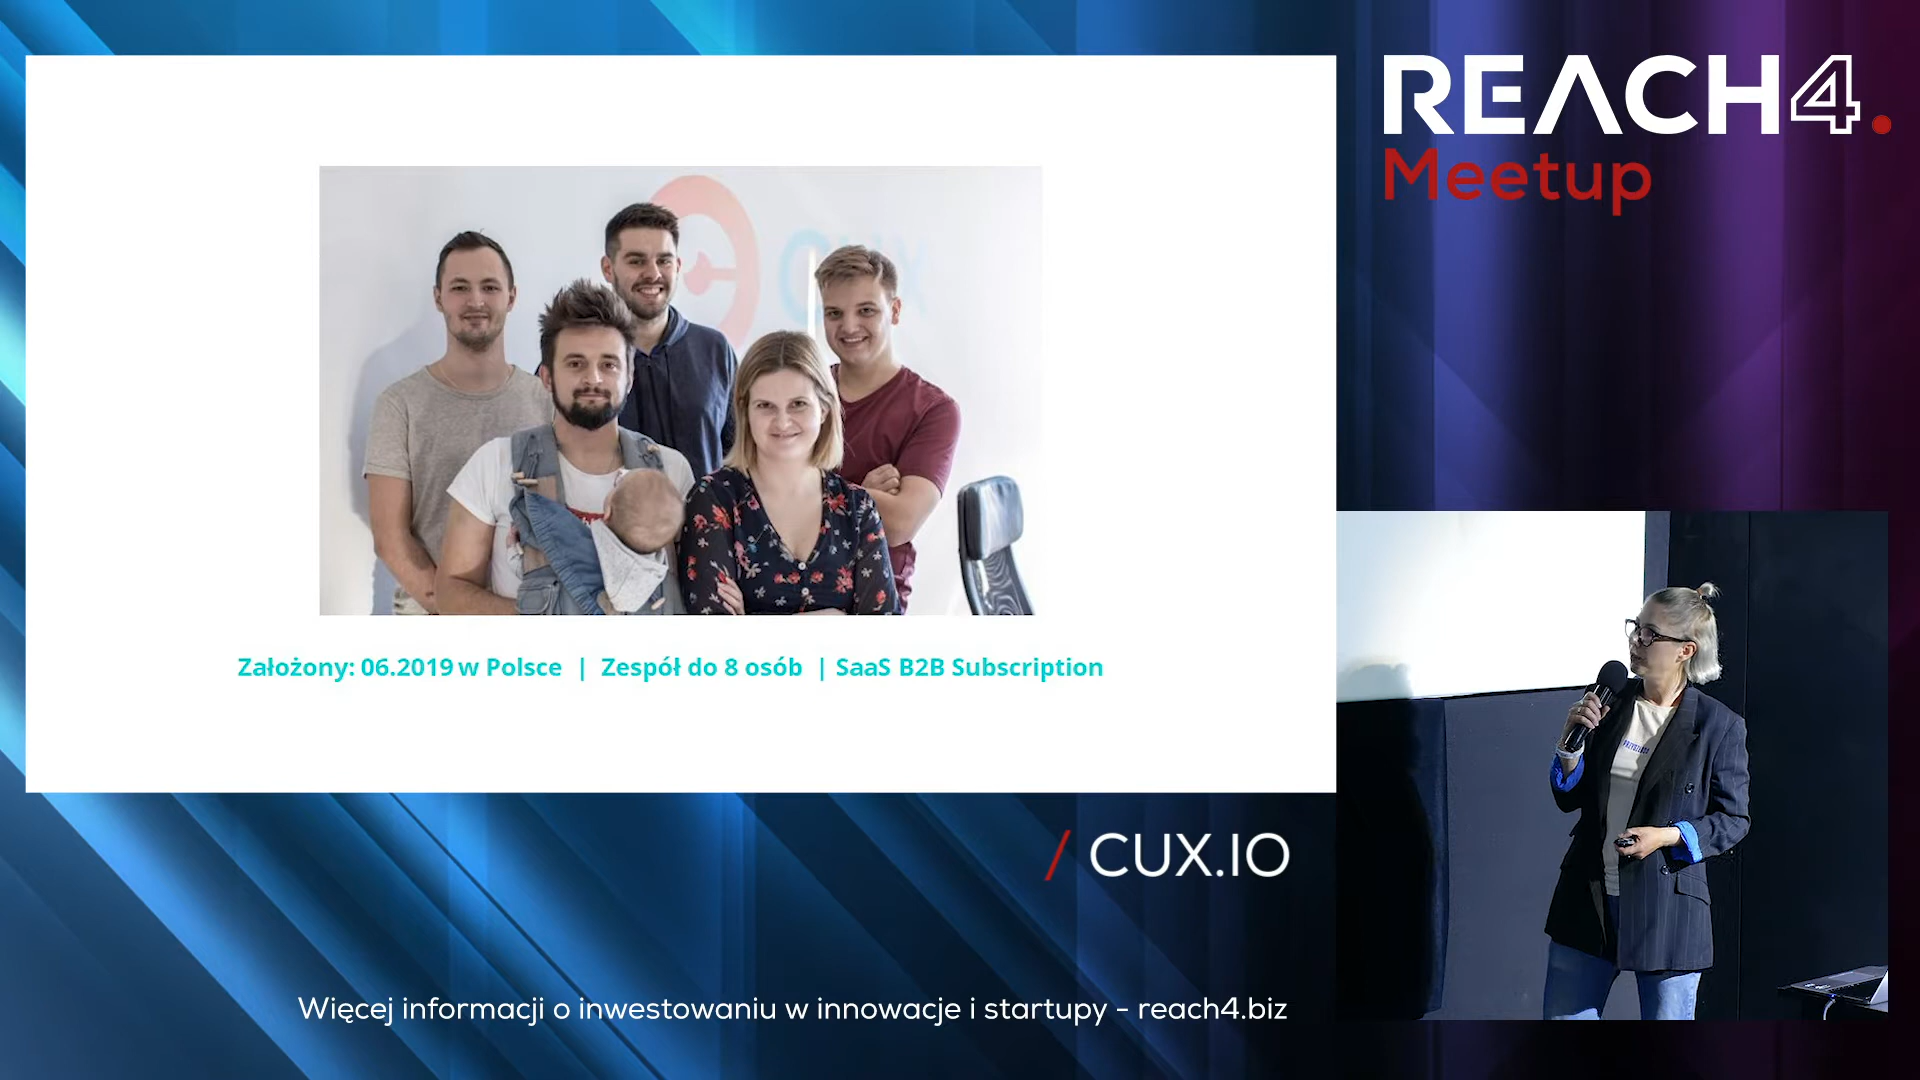 REACH4.
Meetup
CUX
Założony: 06.2019 w Polsce | Zespół do 8 osób | SaaS B2B Subscription
/ CUX.IO
Więcej informacji o inwestowaniu w innowacje i startupy - reach4.biz